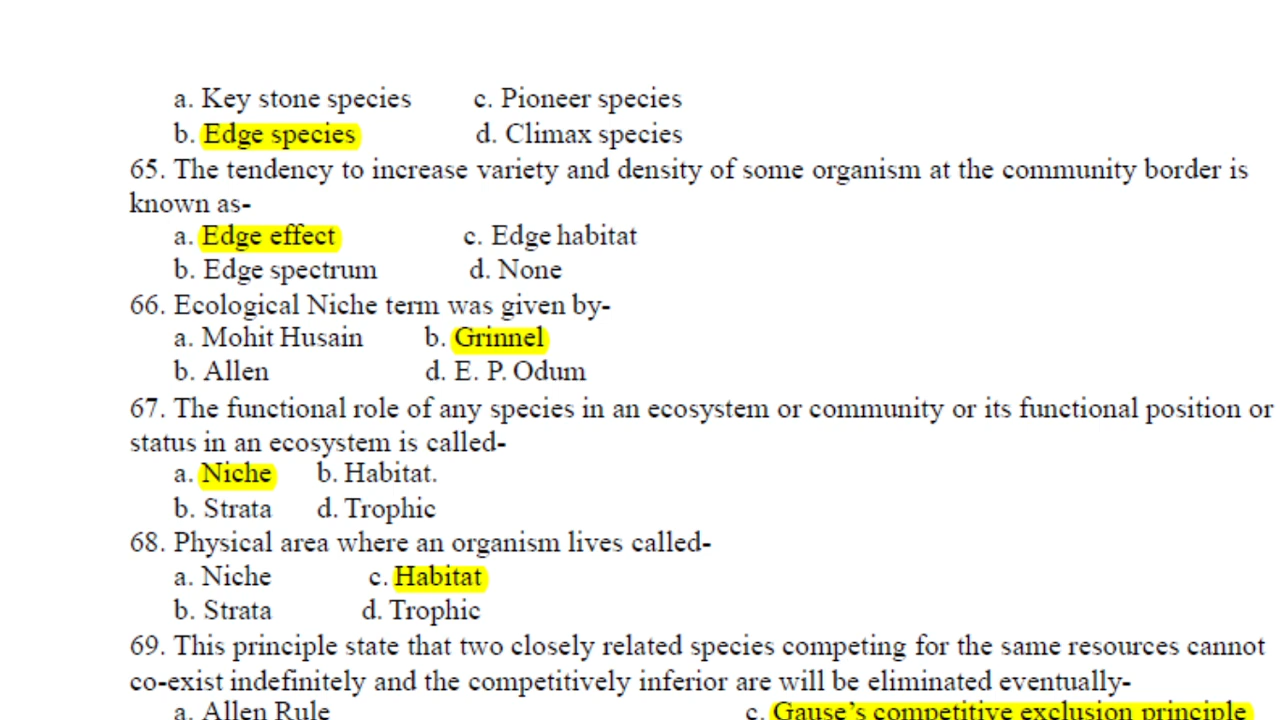 a. Key stone species c. Pioneer species
b. Edge species d. Climax species
65. The tendency to increase variety and density of some organism at the community border is
known as-
a. Edge effect c. Edge habitat
b. Edge spectrum d. None
66. Ecological Niche term was given by-
a. Mohit Husain b. Grinnel
b. Allen d. E. P. Odum
67. The functional role of any species in an ecosystem or community or its functional position or
status in an ecosystem is called-
a. Niche b. Habitat.
b. Strata d. Trophic
68. Physical area where an organism lives called-
a. Niche c. Habitat
b. Strata d. Trophic
69. This principle state that two closely related species competing for the same resources cannot
co-exist indefinitely and the competitively inferior are will be eliminated eventually-
a. Allen Rule c. Gause's competitive exclusion principle